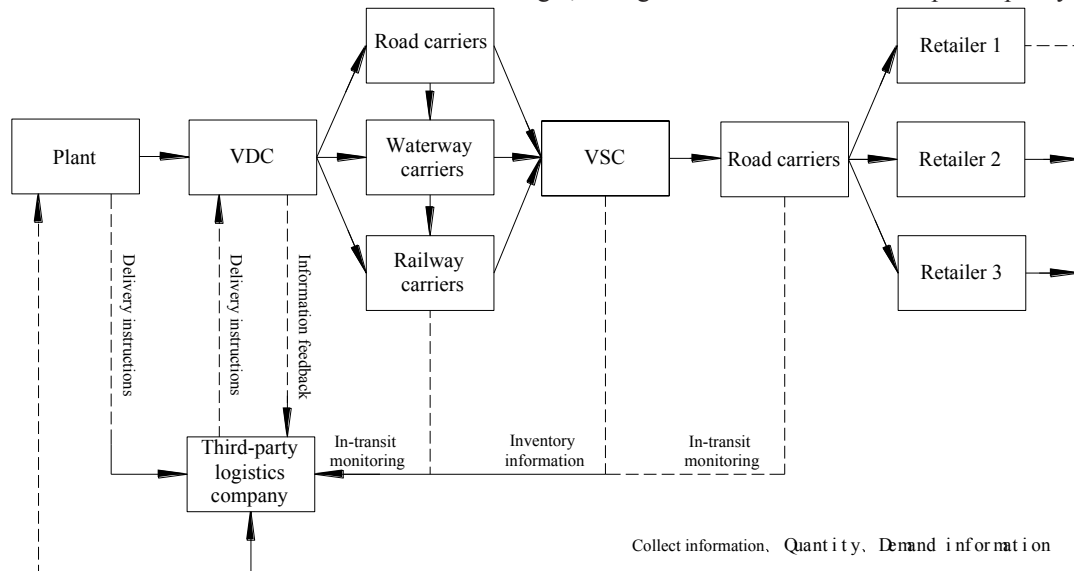 Road carriers
Retailer 1
Plant
VDC
Waterway
carriers
VSC
Road carriers
Retailer 2
Railway
carriers
Retailer 3
Delivery instructions
Delivery instructions
Information feedback
Third-party
logistics
company
In-transit
monitoring
Inventory
information
In-transit
monitoring
Collect information、Quantity、Demand information